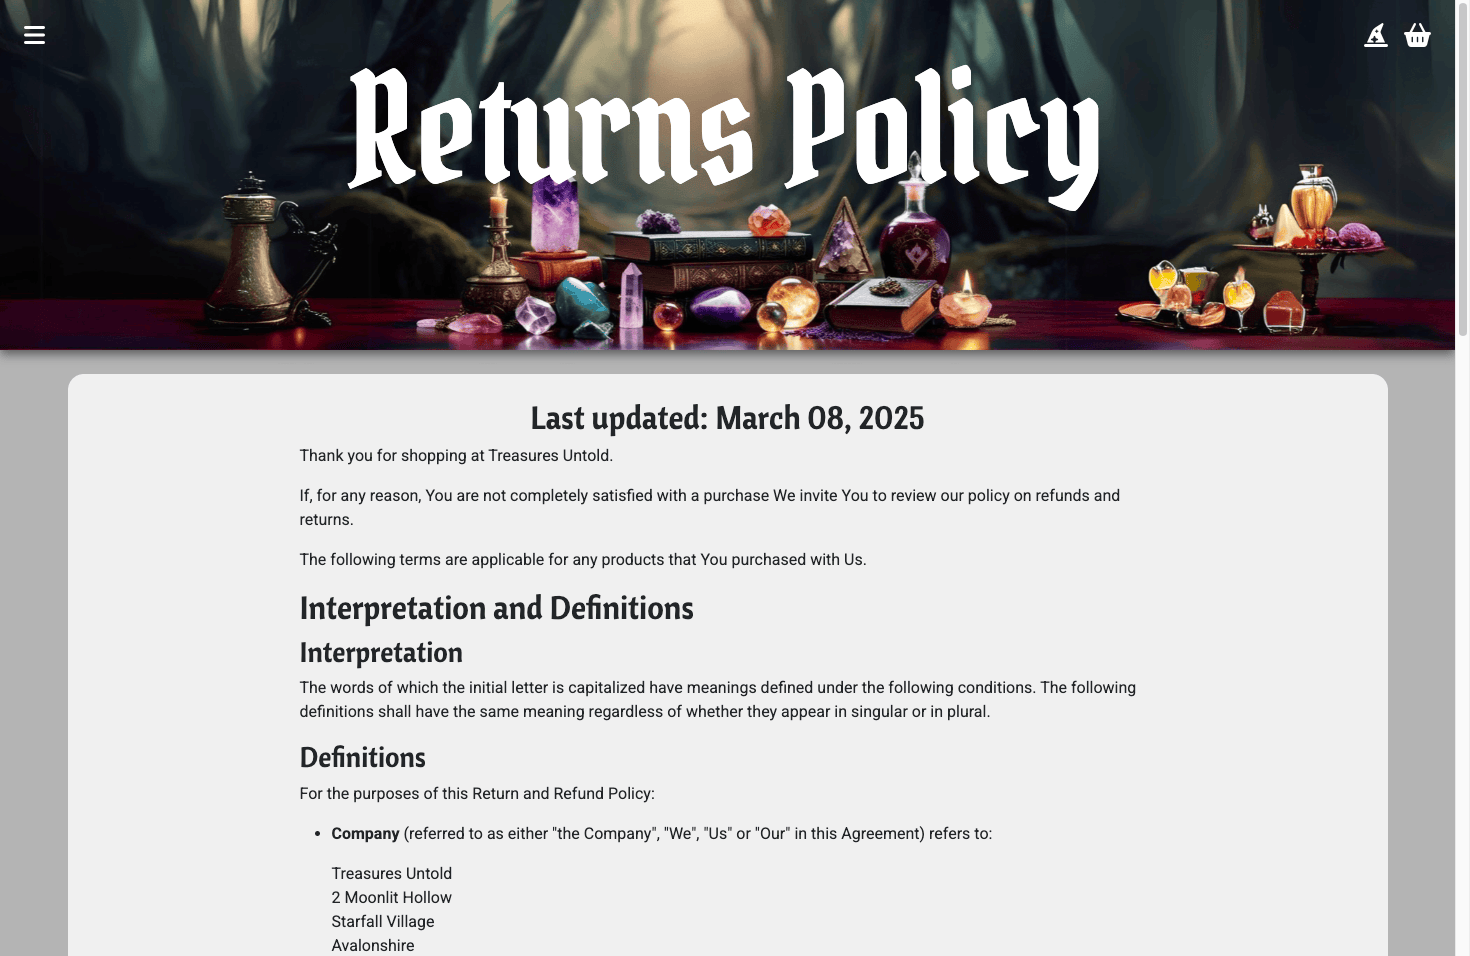 Returns Policy
Last updated: March 08, 2025
Thank you for shopping at Treasures Untold.
If, for any reason, You are not completely satisfied with a purchase We invite You to review our policy on refunds and
returns.
The following terms are applicable for any products that You purchased with Us.
Interpretation and Definitions
Interpretation
The words of which the initial letter is capitalized have meanings defined under the following conditions. The following
definitions shall have the same meaning regardless of whether they appear in singular or in plural.
Definitions
For the purposes of this Return and Refund Policy:
• Company (referred to as either "the Company", "We", "Us" or "Our" in this Agreement) refers to:
Treasures Untold
2 Moonlit Hollow
Starfall Village
Avalonshire